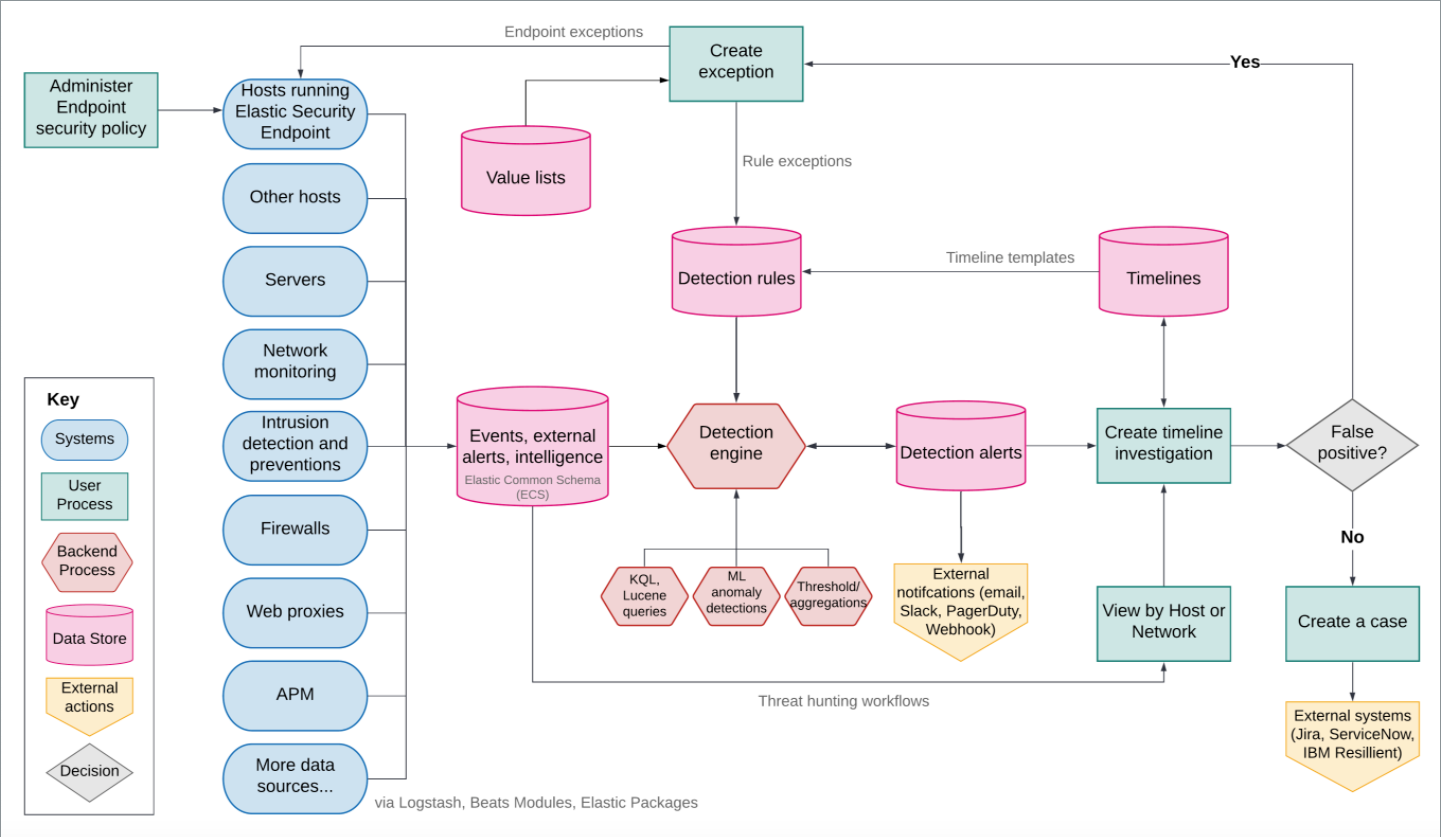 Endpoint exceptions
Create
exception
Yes
Administer
Endpoint
security policy
Hosts running
Elastic Security
Endpoint
Value lists
Rule exceptions
Other hosts
Servers
Detection rules
Timeline templates
Timelines
Network
monitoring
Key
Systems
User
Process
Backend
Process
Data Store
External
actions
Decision
Intrusion
detection and
preventions
Events, external
alerts, intelligence
Elastic Common Schema
(ECS)
Detection
engine
Detection alerts
Create timeline
investigation
False
positive?
No
Firewalls
KQL,
Lucene
queries
ML
anomaly
detections
Threshold/
aggregations
External
notifcations (email,
Slack, PagerDuty,
Webhook)
View by Host or
Network
Create a case
Web proxies
APM
Threat hunting workflows
External systems
(Jira, ServiceNow,
IBM Resillient)
More data
sources...
via Logstash, Beats Modules, Elastic Packages